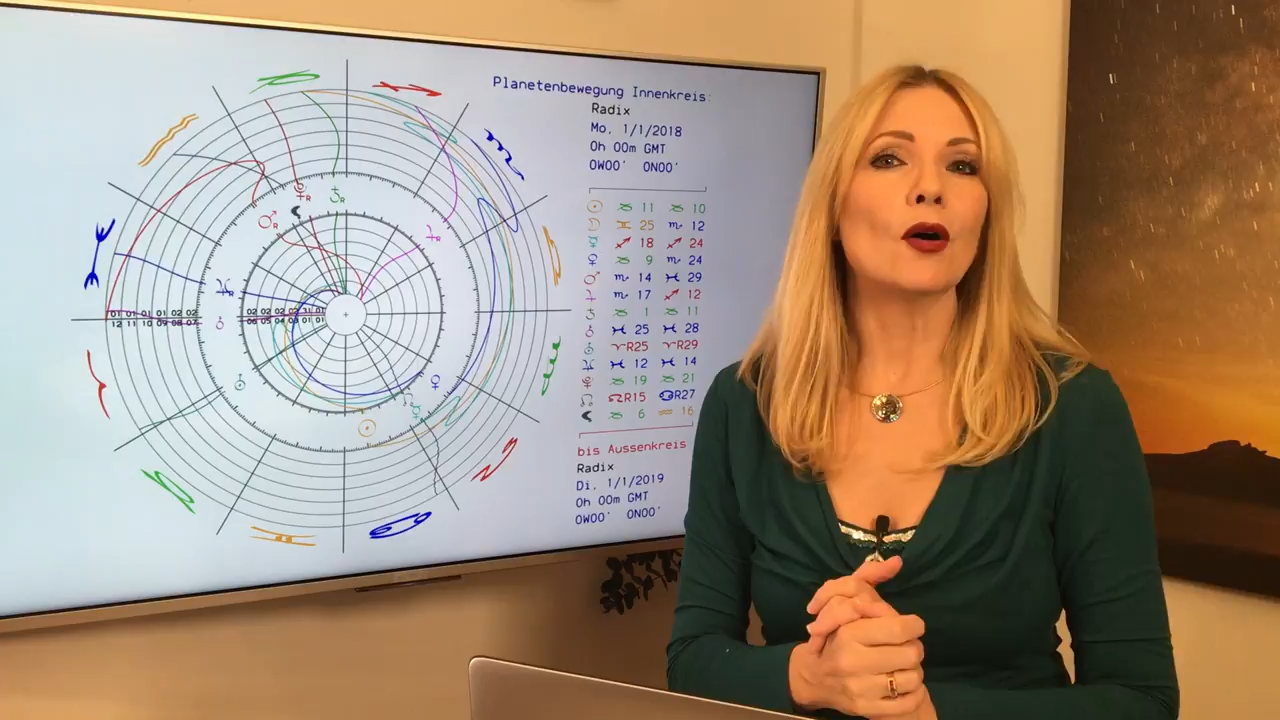 Planetenbewegung Innenkreis:
Radix
Mo. 1/1/2018
0h 00m GMT
0W00' 0N00'
☉ ♑ 11 ♑ 10
☽ ♊ 25 ♏ 12
☿ ♐ 18 ♐ 24
♀ ♑ 9 ♏ 24
♂ ♏ 14 ♓ 29
♃ ♏ 17 ♐ 12
♄ ♑ 1 ♑ 11
⚷ ♓ 25 ♓ 28
♅ ♈R25 ♈R29
♆ ♓ 12 ♓ 14
♇ ♑ 19 ♑ 21
☊ ♌R15 ♋R27
⚸ ♑ 6 ♒ 16
bis Aussenkreis
Radix
Di. 1/1/2019
0h 00m GMT
0W00' 0N00'